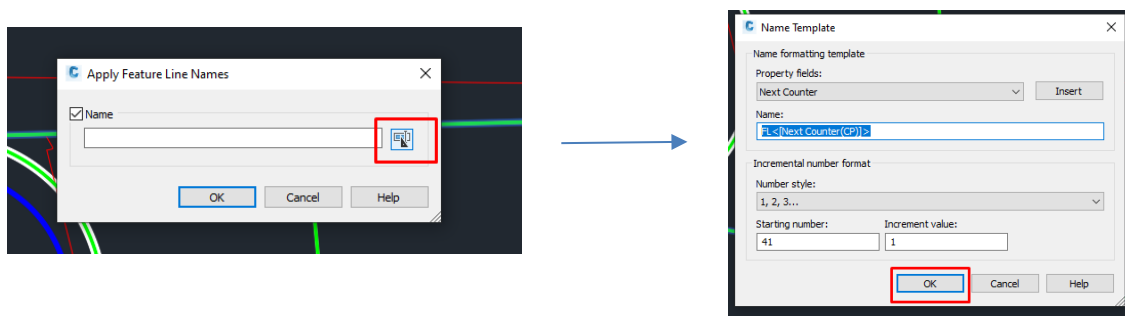 Apply Feature Line Names
Name
OK
Cancel
Help
Name Template
Name formatting template
Property fields:
Next Counter
Insert
Name:
FL<[Next Counter(CP)]>
Incremental number format
Number style:
1, 2, 3...
Starting number:
Increment value:
41
1
OK
Cancel
Help